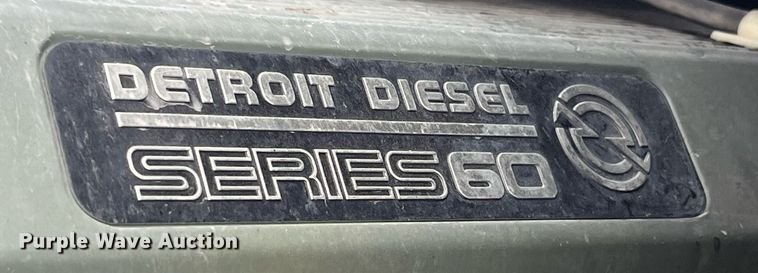 DETROIT DIESEL
SERIES 60
Purple Wave Auction